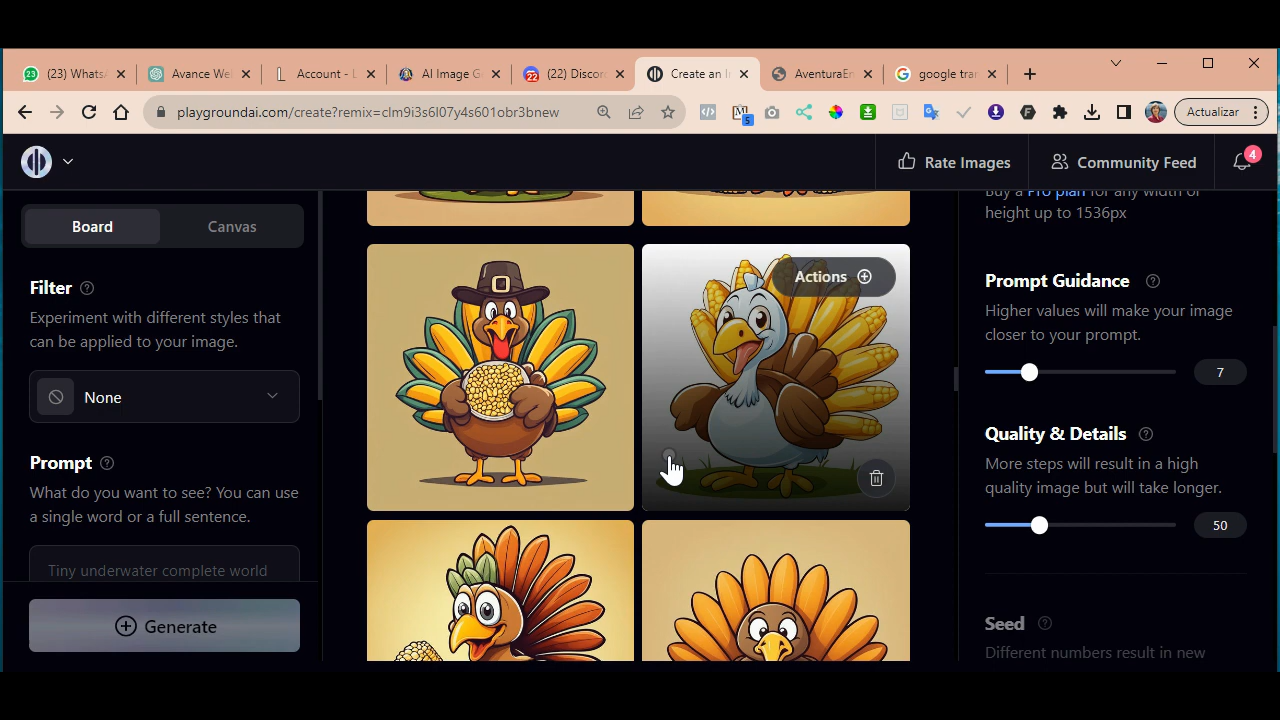 (23) Whats
Avance We
Account - L
AI Image G
(22) Discor
Create an I
AventuraEn
google tra
playgroundai.com/create?remix=clm9i3s6l07y4s601obr3bnew
5
Actualizar
Rate Images
Community Feed
4
Board
Canvas
Filter
Experiment with different styles that
can be applied to your image.
None
Prompt
What do you want to see? You can use
a single word or a full sentence.
Tiny underwater complete world
Generate
Actions
Buy a Pro plan for any width or
height up to 1536px
Prompt Guidance
Higher values will make your image
closer to your prompt.
7
Quality & Details
More steps will result in a high
quality image but will take longer.
50
Seed
Different numbers result in new